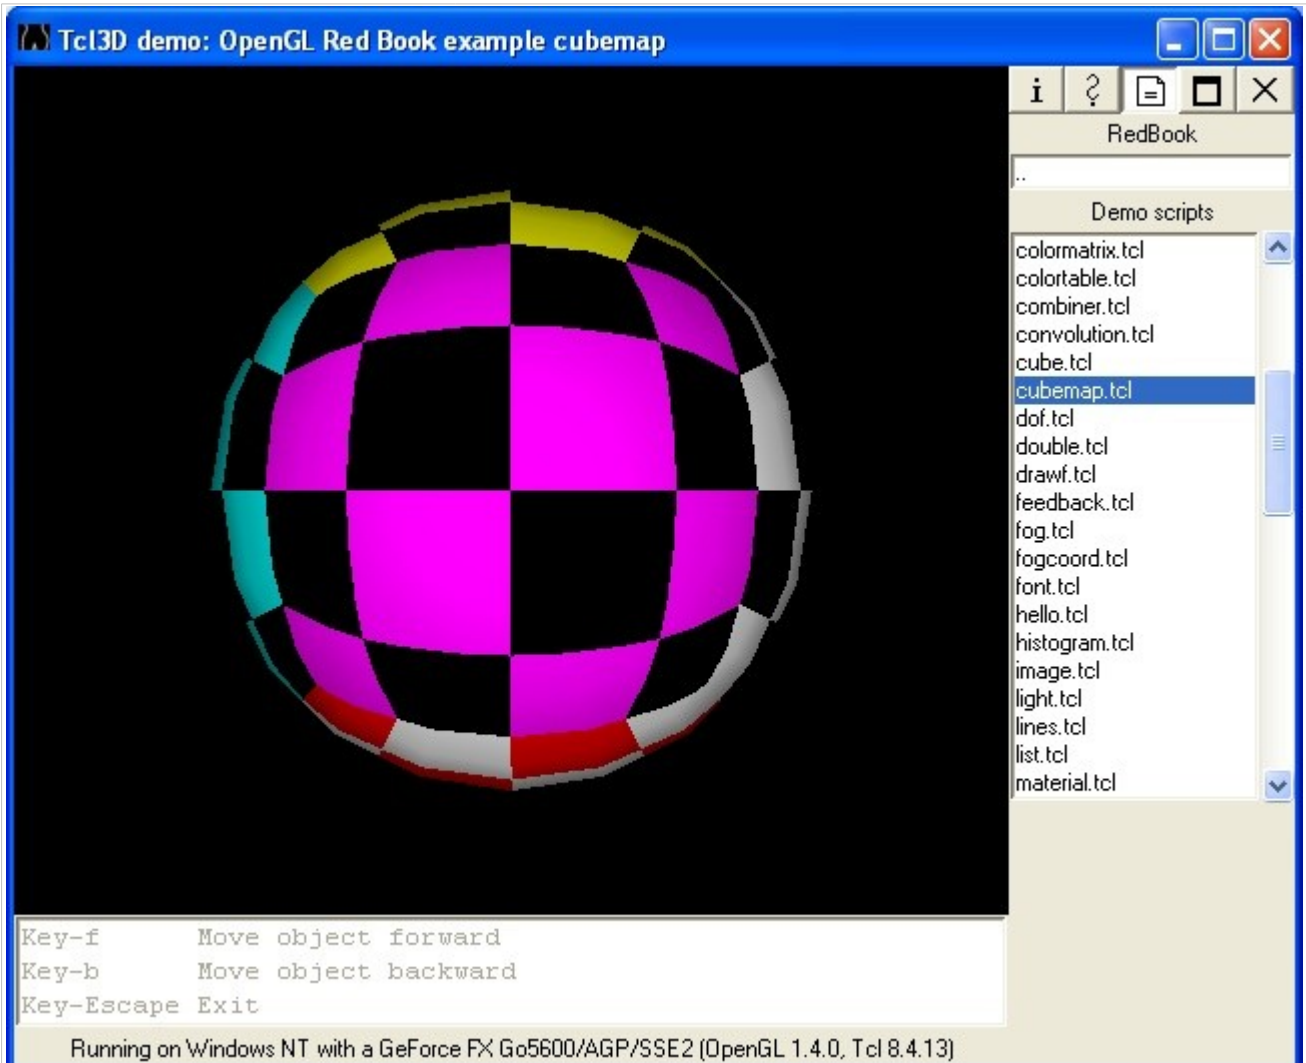 Tcl3D demo: OpenGL Red Book example cubemap
i ?
RedBook
..
Demo scripts
colormatrix.tcl
colortable.tcl
combiner.tcl
convolution.tcl
cube.tcl
cubemap.tcl
dof.tcl
double.tcl
drawf.tcl
feedback.tcl
fog.tcl
fogcoord.tcl
font.tcl
hello.tcl
histogram.tcl
image.tcl
light.tcl
lines.tcl
list.tcl
material.tcl
Key-f Move object forward
Key-b Move object backward
Key-Escape Exit
Running on Windows NT with a GeForce FX Go5600/AGP/SSE2 (OpenGL 1.4.0, Tcl 8.4.13)